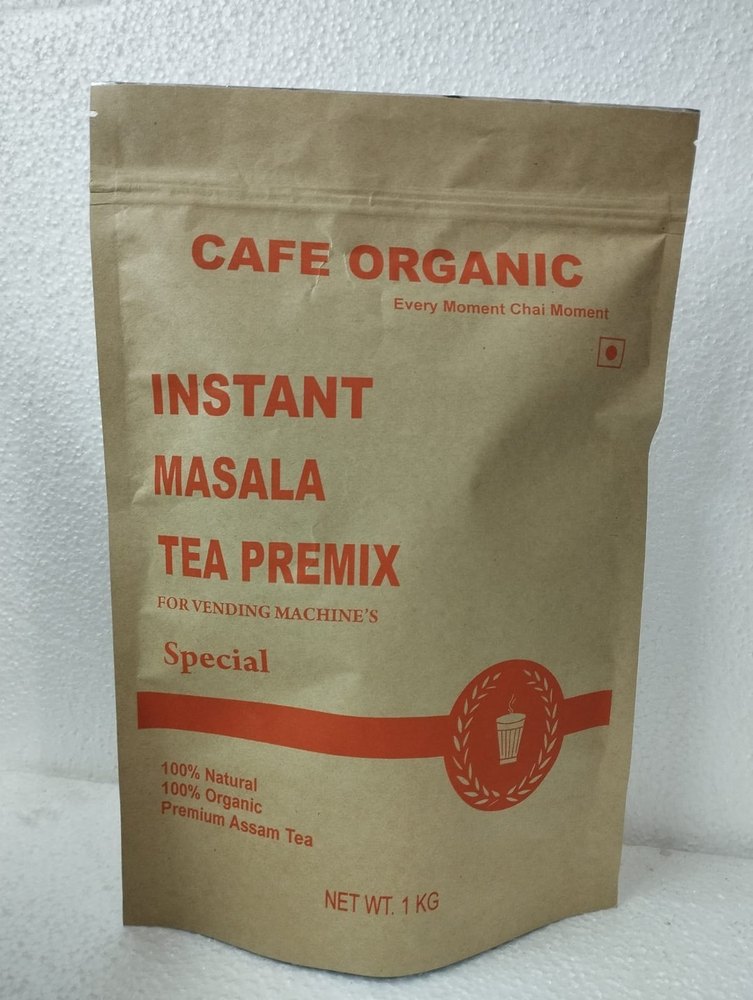 CAFE ORGANIC
Every Moment Chai Moment
INSTANT
MASALA
TEA PREMIX
FOR VENDING MACHINE'S
Special
100% Natural
100% Organic
Premium Assam Tea
NET WT. 1 KG